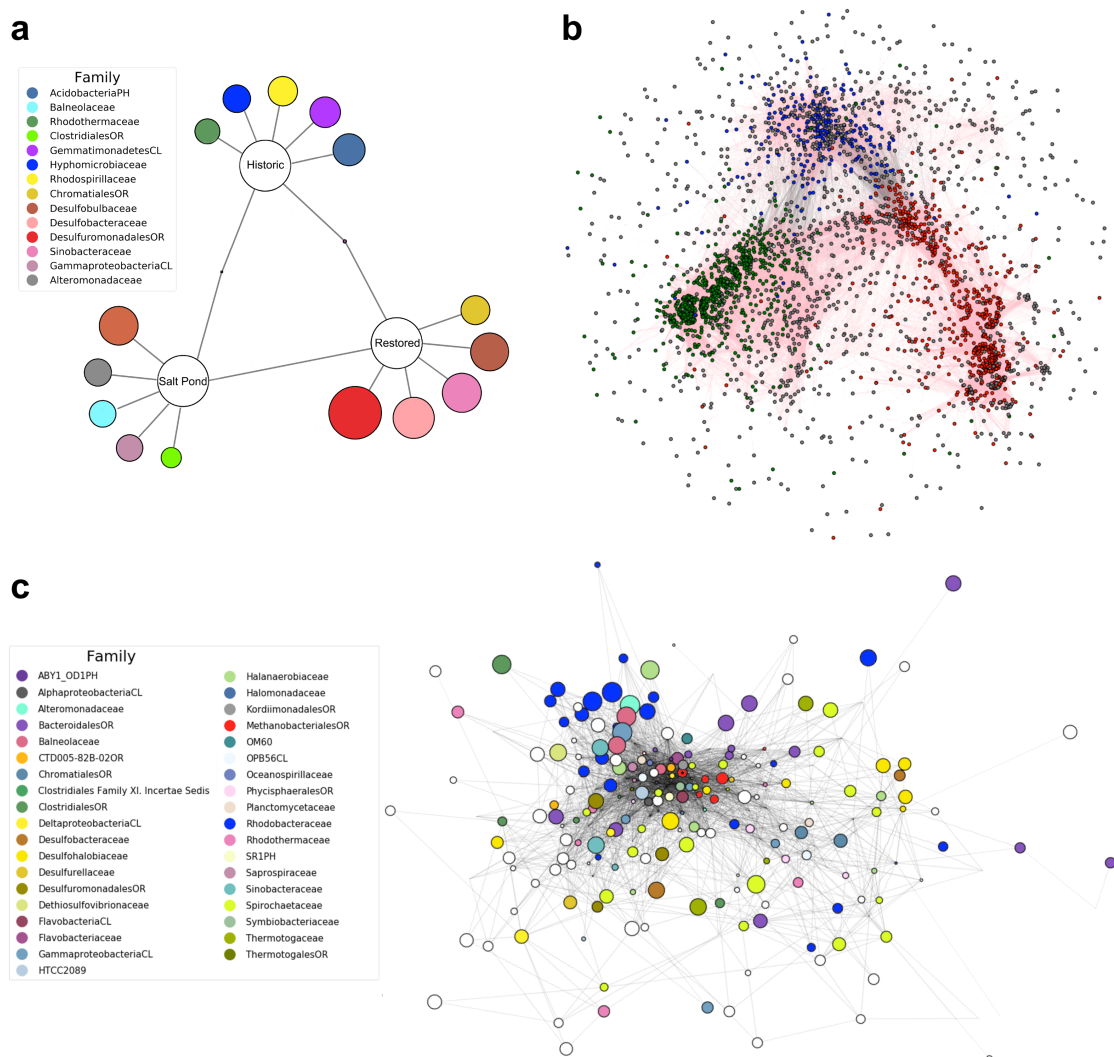 a
Family
AcidobacteriaPH
Balneolaceae
Rhodothermaceae
ClostridialesOR
GemmatimonadetesCL
Hyphomicrobiaceae
Rhodospirillaceae
ChromatialesOR
Desulfobulbaceae
Desulfobacteraceae
DesulfuromonadalesOR
Sinobacteraceae
GammaproteobacteriaCL
Alteromonadaceae
Historic
Restored
Salt Pond
b
c
Family
ABY1_OD1PH
AlphaproteobacteriaCL
Alteromonadaceae
BacteroidalesOR
Balneolaceae
CTD005-82B-02OR
ChromatialesOR
Clostridiales Family XI. Incertae Sedis
ClostridialesOR
DeltaproteobacteriaCL
Desulfobacteraceae
Desulfohalobiaceae
Desulfurellaceae
DesulfuromonadalesOR
Dethiosulfovibrionaceae
FlavobacteriaCL
Flavobacteriaceae
GammaproteobacteriaCL
HTCC2089
Halanaerobiaceae
Halomonadaceae
KordiimonadalesOR
MethanobacterialesOR
OM60
OPB56CL
Oceanospirillaceae
PhycisphaeralesOR
Planctomycetaceae
Rhodobacteraceae
Rhodothermaceae
SR1PH
Saprospiraceae
Sinobacteraceae
Spirochaetaceae
Symbiobacteriaceae
Thermotogaceae
ThermotogalesOR